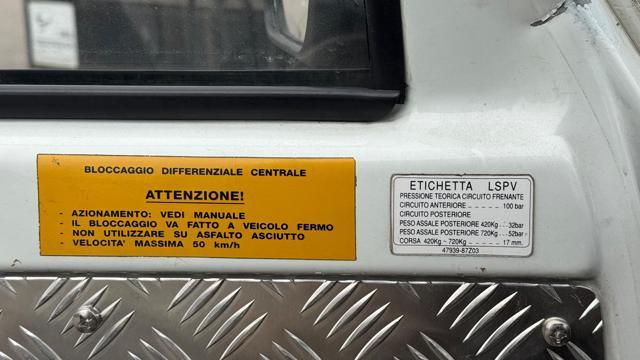 BLOCCAGGIO DIFFERENZIALE CENTRALE
ATTENZIONE!
- AZIONAMENTO: VEDI MANUALE
- IL BLOCCAGGIO VA FATTO A VEICOLO FERMO
- NON UTILIZZARE SU ASFALTO ASCIUTTO
- VELOCITA' MASSIMA 50 km/h
ETICHETTA LSPV
PRESSIONE TEORICA CIRCUITO FRENANTE
CIRCUITO ANTERIORE ---------- 100 bar
CIRCUITO POSTERIORE
PESO ASSALE POSTERIORE 420Kg --- 32bar
PESO ASSALE POSTERIORE 720Kg --- 52bar
CORSA 420Kg ~ 720Kg ---------- 17 mm.
47939-87Z03